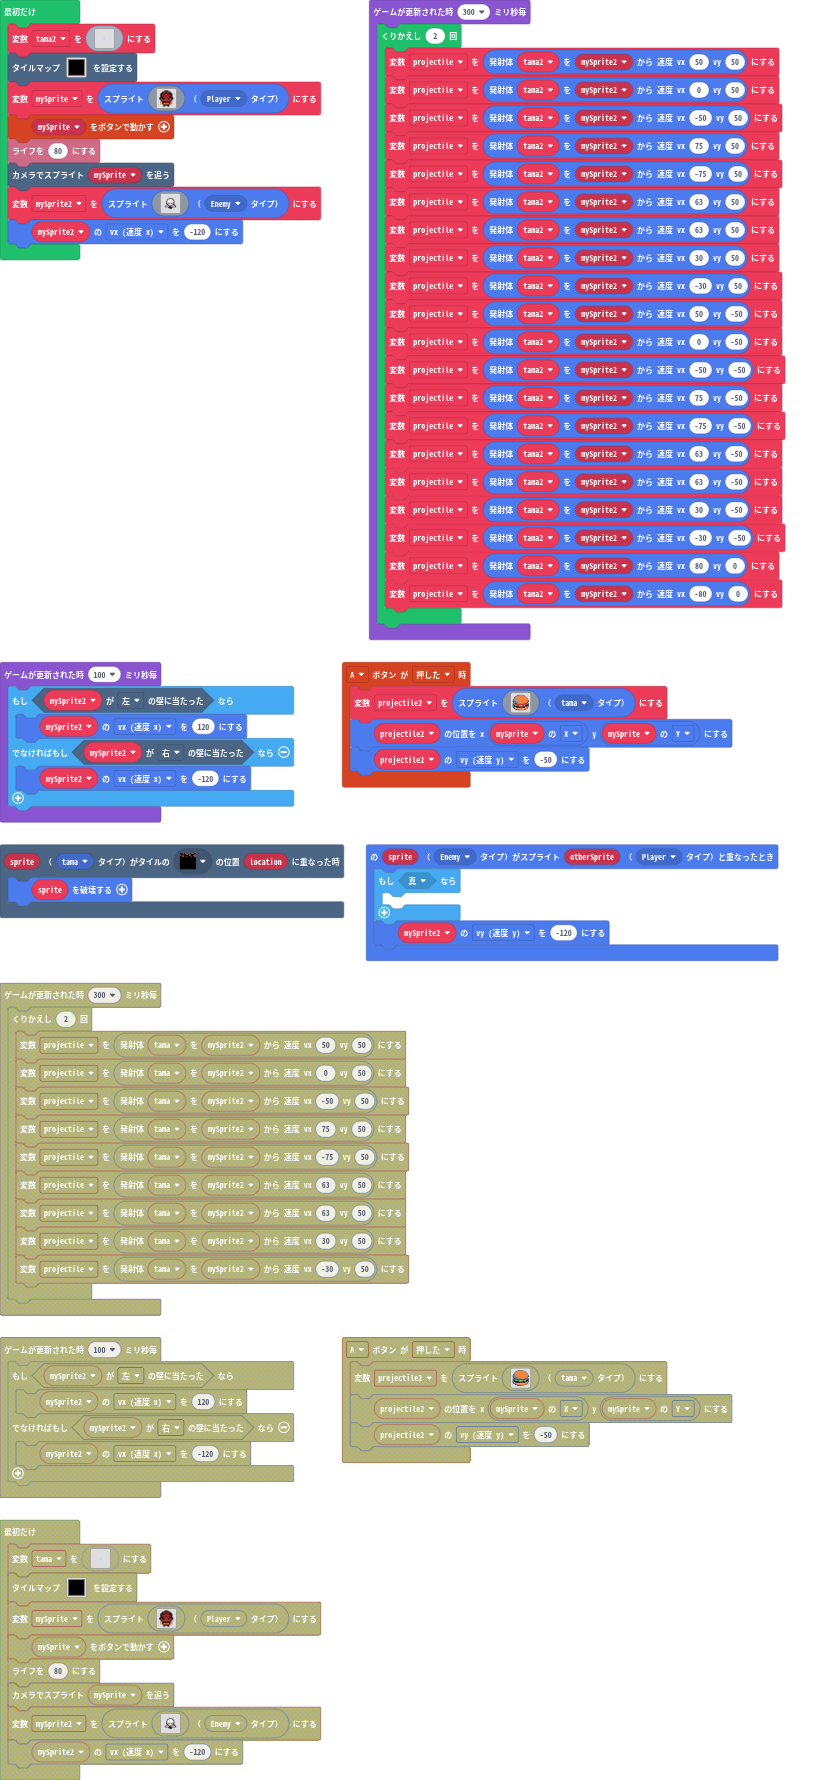 最初だけ
変数 tama2 を にする
タイルマップ を設定する
変数 mySprite を スプライト ( Player タイプ) にする
mySprite をボタンで動かす
ライフを 80 にする
カメラでスプライト mySprite を追う
変数 mySprite2 を スプライト ( Enemy タイプ) にする
mySprite2 の vx (速度 x) を -120 にする
ゲームが更新された時 300 ミリ秒毎
くりかえし 2 回
変数 projectile を 発射体 tama2 を mySprite2 から 速度 vx 50 vy 50 にする
変数 projectile を 発射体 tama2 を mySprite2 から 速度 vx 0 vy 50 にする
変数 projectile を 発射体 tama2 を mySprite2 から 速度 vx -50 vy 50 にする
変数 projectile を 発射体 tama2 を mySprite2 から 速度 vx 75 vy 50 にする
変数 projectile を 発射体 tama2 を mySprite2 から 速度 vx -75 vy 50 にする
変数 projectile を 発射体 tama2 を mySprite2 から 速度 vx 63 vy 50 にする
変数 projectile を 発射体 tama2 を mySprite2 から 速度 vx 63 vy 50 にする
変数 projectile を 発射体 tama2 を mySprite2 から 速度 vx 30 vy 50 にする
変数 projectile を 発射体 tama2 を mySprite2 から 速度 vx -30 vy 50 にする
変数 projectile を 発射体 tama2 を mySprite2 から 速度 vx 50 vy -50 にする
変数 projectile を 発射体 tama2 を mySprite2 から 速度 vx 0 vy -50 にする
変数 projectile を 発射体 tama2 を mySprite2 から 速度 vx -50 vy -50 にする
変数 projectile を 発射体 tama2 を mySprite2 から 速度 vx 75 vy -50 にする
変数 projectile を 発射体 tama2 を mySprite2 から 速度 vx -75 vy -50 にする
変数 projectile を 発射体 tama2 を mySprite2 から 速度 vx 63 vy -50 にする
変数 projectile を 発射体 tama2 を mySprite2 から 速度 vx 63 vy -50 にする
変数 projectile を 発射体 tama2 を mySprite2 から 速度 vx 30 vy -50 にする
変数 projectile を 発射体 tama2 を mySprite2 から 速度 vx -30 vy -50 にする
変数 projectile を 発射体 tama2 を mySprite2 から 速度 vx 80 vy 0 にする
変数 projectile を 発射体 tama2 を mySprite2 から 速度 vx -80 vy 0 にする
ゲームが更新された時 100 ミリ秒毎
もし mySprite2 が 左 の壁に当たった なら
mySprite2 の vx (速度 x) を 120 にする
でなければもし mySprite2 が 右 の壁に当たった なら
mySprite2 の vx (速度 x) を -120 にする
A ボタン が 押した 時
変数 projectile2 を スプライト ( tama タイプ) にする
projectile2 の位置を x mySprite の X y mySprite の Y にする
projectile2 の vy (速度 y) を -50 にする
sprite ( tama タイプ)がタイルの の位置 location に重なった時
sprite を破壊する
の sprite ( Enemy タイプ)がスプライト otherSprite ( Player タイプ)と重なったとき
もし 真 なら
mySprite2 の vy (速度 y) を -120 にする
ゲームが更新された時 300 ミリ秒毎
くりかえし 2 回
変数 projectile を 発射体 tama を mySprite2 から 速度 vx 50 vy 50 にする
変数 projectile を 発射体 tama を mySprite2 から 速度 vx 0 vy 50 にする
変数 projectile を 発射体 tama を mySprite2 から 速度 vx -50 vy 50 にする
変数 projectile を 発射体 tama を mySprite2 から 速度 vx 75 vy 50 にする
変数 projectile を 発射体 tama を mySprite2 から 速度 vx -75 vy 50 にする
変数 projectile を 発射体 tama を mySprite2 から 速度 vx 63 vy 50 にする
変数 projectile を 発射体 tama を mySprite2 から 速度 vx 63 vy 50 にする
変数 projectile を 発射体 tama を mySprite2 から 速度 vx 30 vy 50 にする
変数 projectile を 発射体 tama を mySprite2 から 速度 vx -30 vy 50 にする
ゲームが更新された時 100 ミリ秒毎
もし mySprite2 が 左 の壁に当たった なら
mySprite2 の vx (速度 x) を 120 にする
でなければもし mySprite2 が 右 の壁に当たった なら
mySprite2 の vx (速度 x) を -120 にする
A ボタン が 押した 時
変数 projectile2 を スプライト ( tama タイプ) にする
projectile2 の位置を x mySprite の X y mySprite の Y にする
projectile2 の vy (速度 y) を -50 にする
最初だけ
変数 tama を にする
タイルマップ を設定する
変数 mySprite を スプライト ( Player タイプ) にする
mySprite をボタンで動かす
ライフを 80 にする
カメラでスプライト mySprite を追う
変数 mySprite2 を スプライト ( Enemy タイプ) にする
mySprite2 の vx (速度 x) を -120 にする